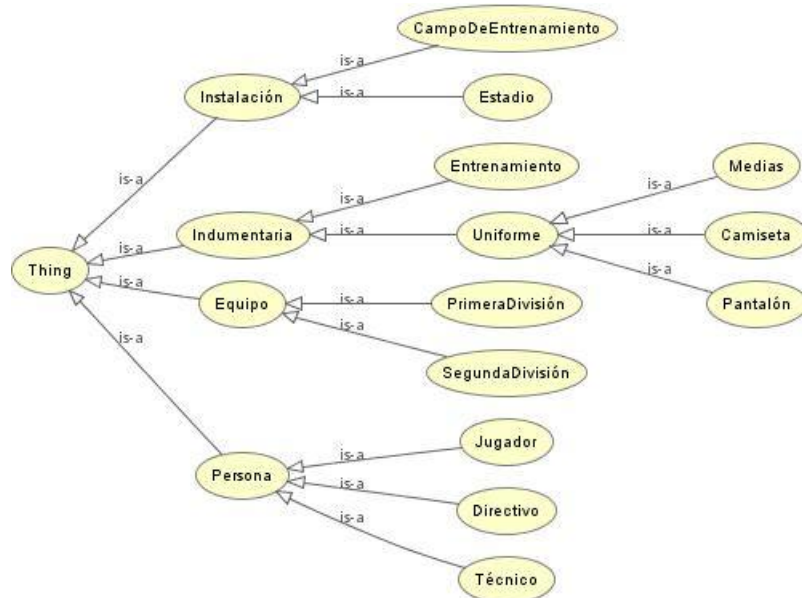 CampoDeEntrenamiento
is-a
Instalación
is-a
Estadio
is-a
Entrenamiento
Medias
is-a
is-a
Indumentaria
is-a
Uniforme
is-a
Camiseta
is-a
Thing
is-a
is-a
Equipo
is-a
PrimeraDivisión
Pantalón
is-a
is-a
SegundaDivisión
Jugador
is-a
Persona
is-a
Directivo
is-a
Técnico